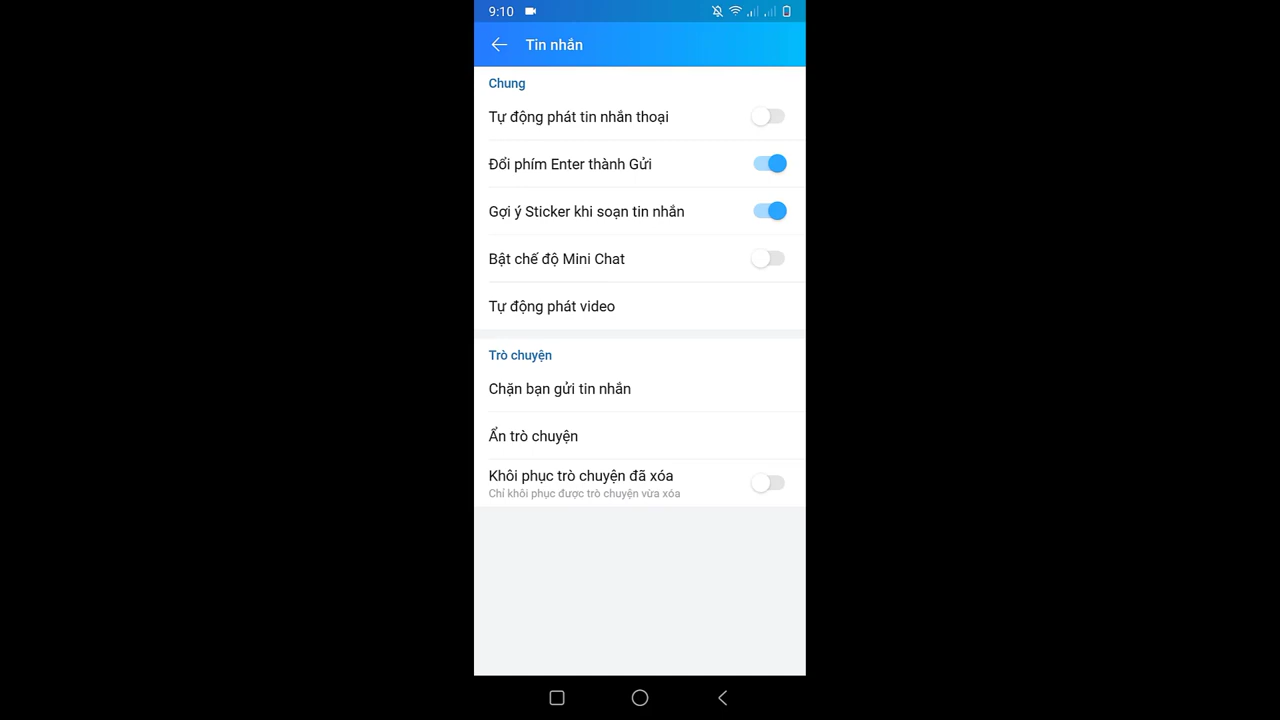 9:10
Tin nhắn
Chung
Tự động phát tin nhắn thoại
Đổi phím Enter thành Gửi
Gợi ý Sticker khi soạn tin nhắn
Bật chế độ Mini Chat
Tự động phát video
Trò chuyện
Chặn bạn gửi tin nhắn
Ẩn trò chuyện
Khôi phục trò chuyện đã xóa
Chỉ khôi phục được trò chuyện vừa xóa